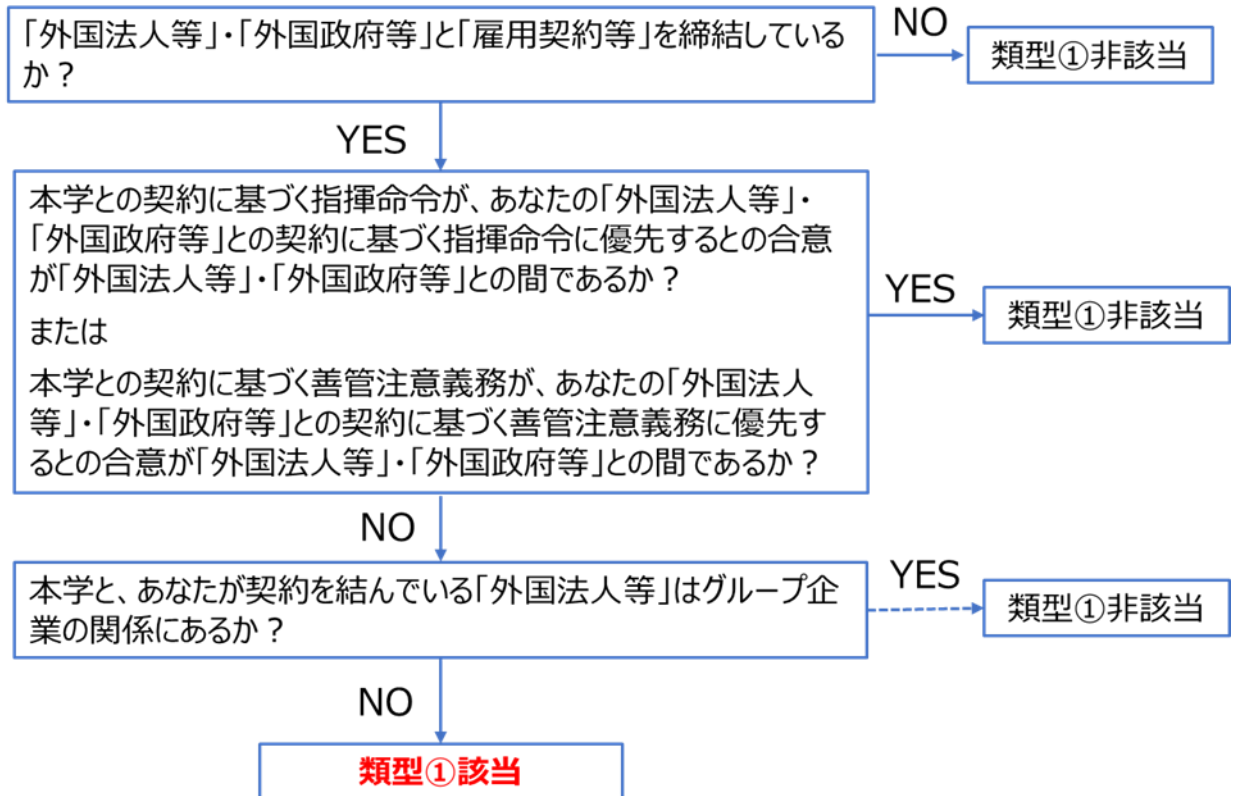 「外国法人等」・「外国政府等」と「雇用契約等」を締結している
か？
NO
類型①非該当
YES
本学との契約に基づく指揮命令が、あなたの「外国法人等」・
「外国政府等」との契約に基づく指揮命令に優先するとの合意
が「外国法人等」・「外国政府等」との間であるか？
または
本学との契約に基づく善管注意義務が、あなたの「外国法人
等」・「外国政府等」との契約に基づく善管注意義務に優先す
るとの合意が「外国法人等」・「外国政府等」との間であるか？
YES
類型①非該当
NO
本学と、あなたが契約を結んでいる「外国法人等」はグループ企
業の関係にあるか？
YES
類型①非該当
NO
類型①該当